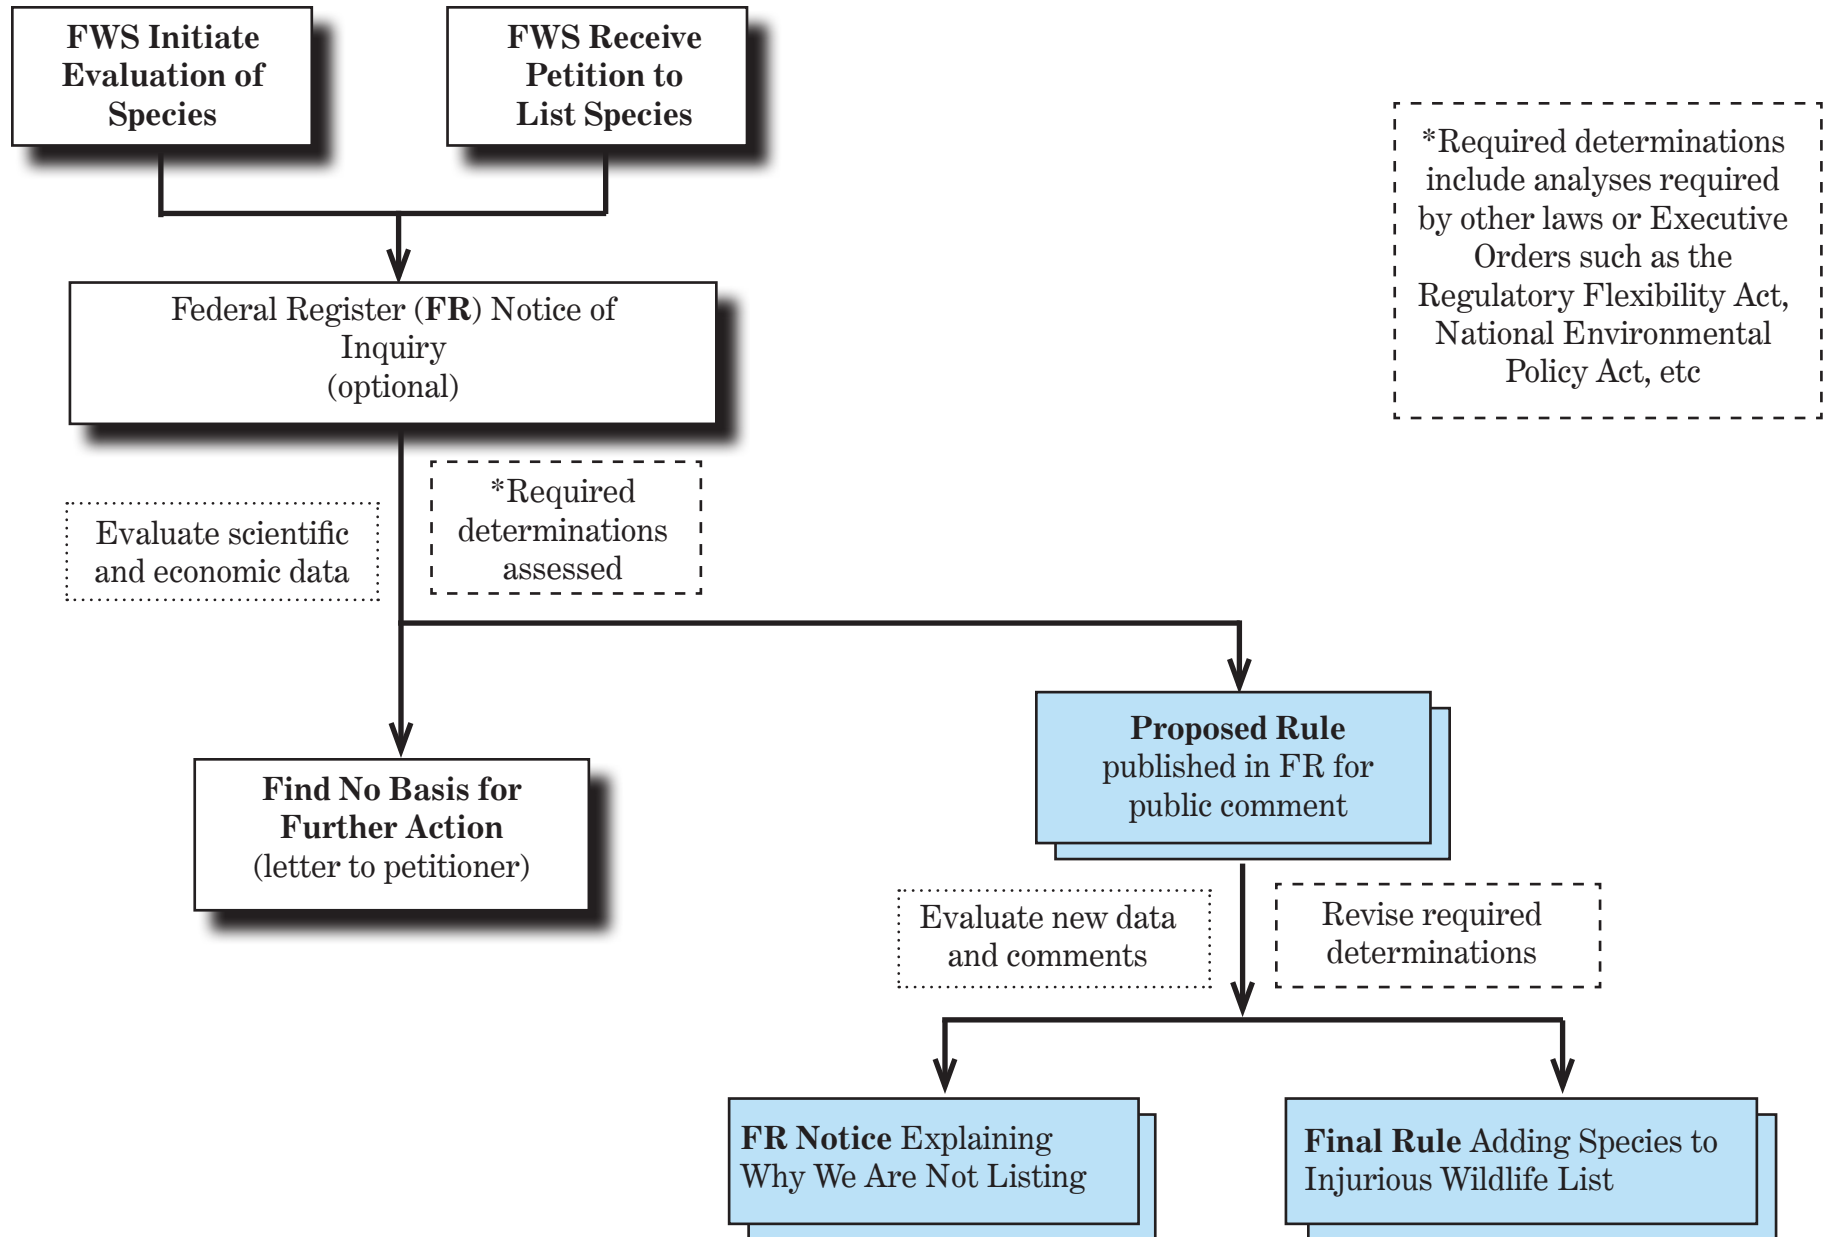 FWS Initiate
Evaluation of
Species
FWS Receive
Petition to
List Species
*Required determinations
include analyses required
by other laws or Executive
Orders such as the
Regulatory Flexibility Act,
National Environmental
Policy Act, etc
Federal Register (FR) Notice of
Inquiry
(optional)
Evaluate scientific
and economic data
*Required
determinations
assessed
Find No Basis for
Further Action
(letter to petitioner)
Proposed Rule
published in FR for
public comment
Evaluate new data
and comments
Revise required
determinations
FR Notice Explaining
Why We Are Not Listing
Final Rule Adding Species to
Injurious Wildlife List